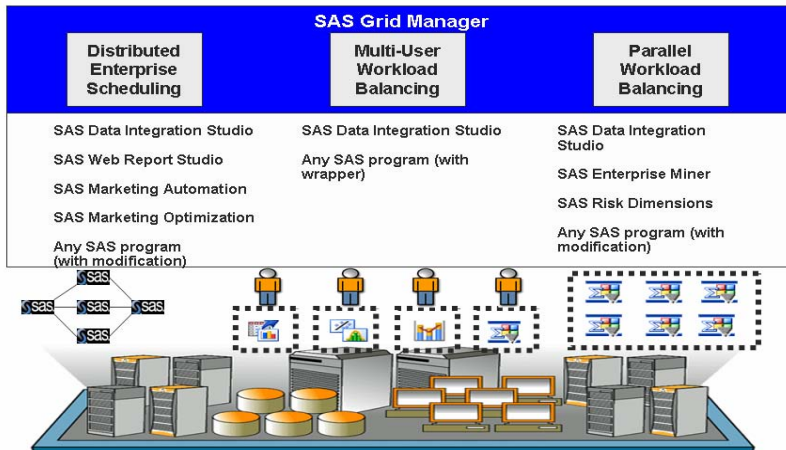 SAS Grid Manager
Distributed
Enterprise
Scheduling
Multi-User
Workload
Balancing
Parallel
Workload
Balancing
SAS Data Integration Studio
SAS Web Report Studio
SAS Marketing Automation
SAS Marketing Optimization
Any SAS program
(with modification)
SAS Data Integration Studio
Any SAS program (with
wrapper)
SAS Data Integration
Studio
SAS Enterprise Miner
SAS Risk Dimensions
Any SAS program (with
modification)
sas
sas
sas
sas
sas